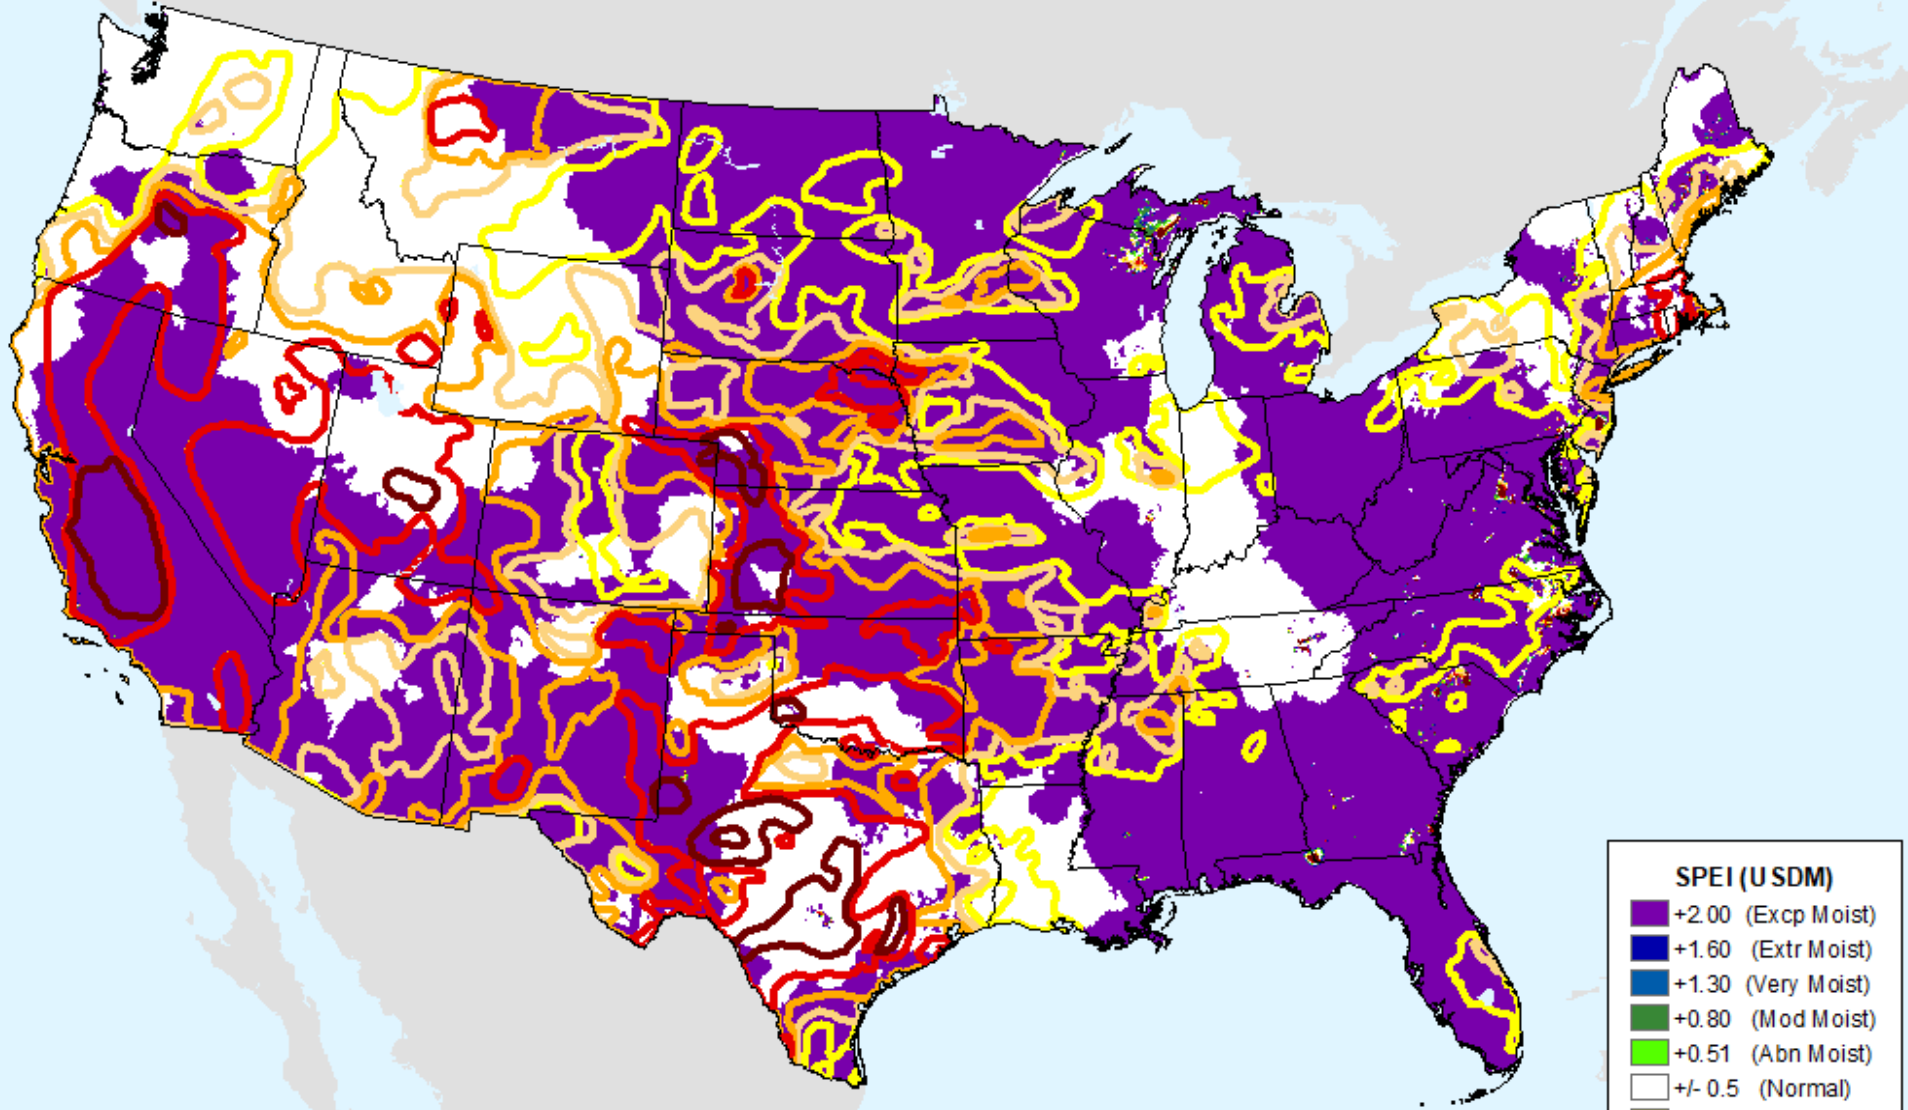 SPEI (USDM)
+2.00 (Excp Moist)
+1.60 (Extr Moist)
+1.30 (Very Moist)
+0.80 (Mod Moist)
+0.51 (Abn Moist)
+/- 0.5 (Normal)